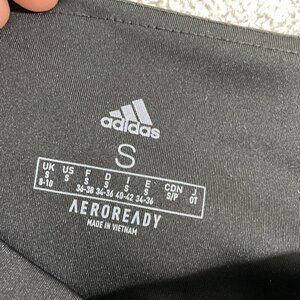 adidas
S
UK US F D I E CDN J
S S S S S S S/P OT
8-10 36-38 34-36 40-42 34-36
AEROREADY
MADE IN VIETNAM